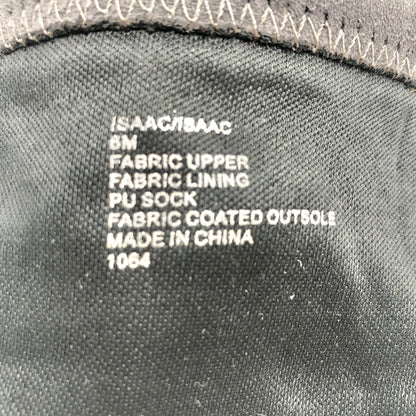 ISAAC/ISAAC
6M
FABRIC UPPER
FABRIC LINING
PU SOCK
FABRIC COATED OUTSOLE
MADE IN CHINA
1064